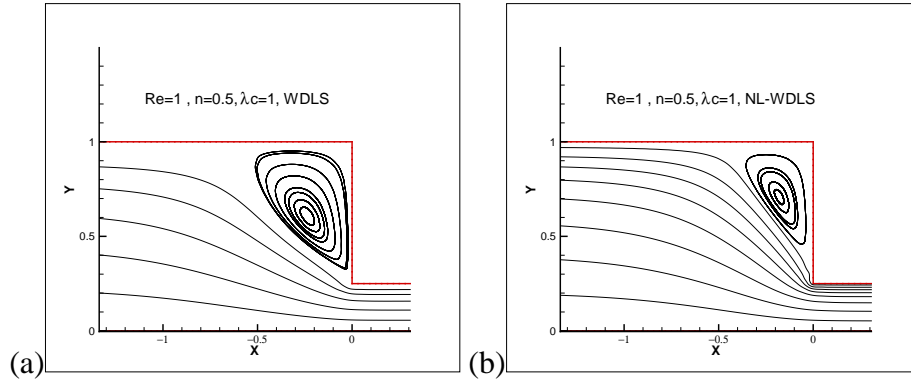 Re=1 , n=0.5, λc=1, WDLS
1
Y
0.5
0
−1
−0.5
0
X
(a)
Re=1 , n=0.5, λc=1, NL-WDLS
1
Y
0.5
0
−1
−0.5
0
X
(b)